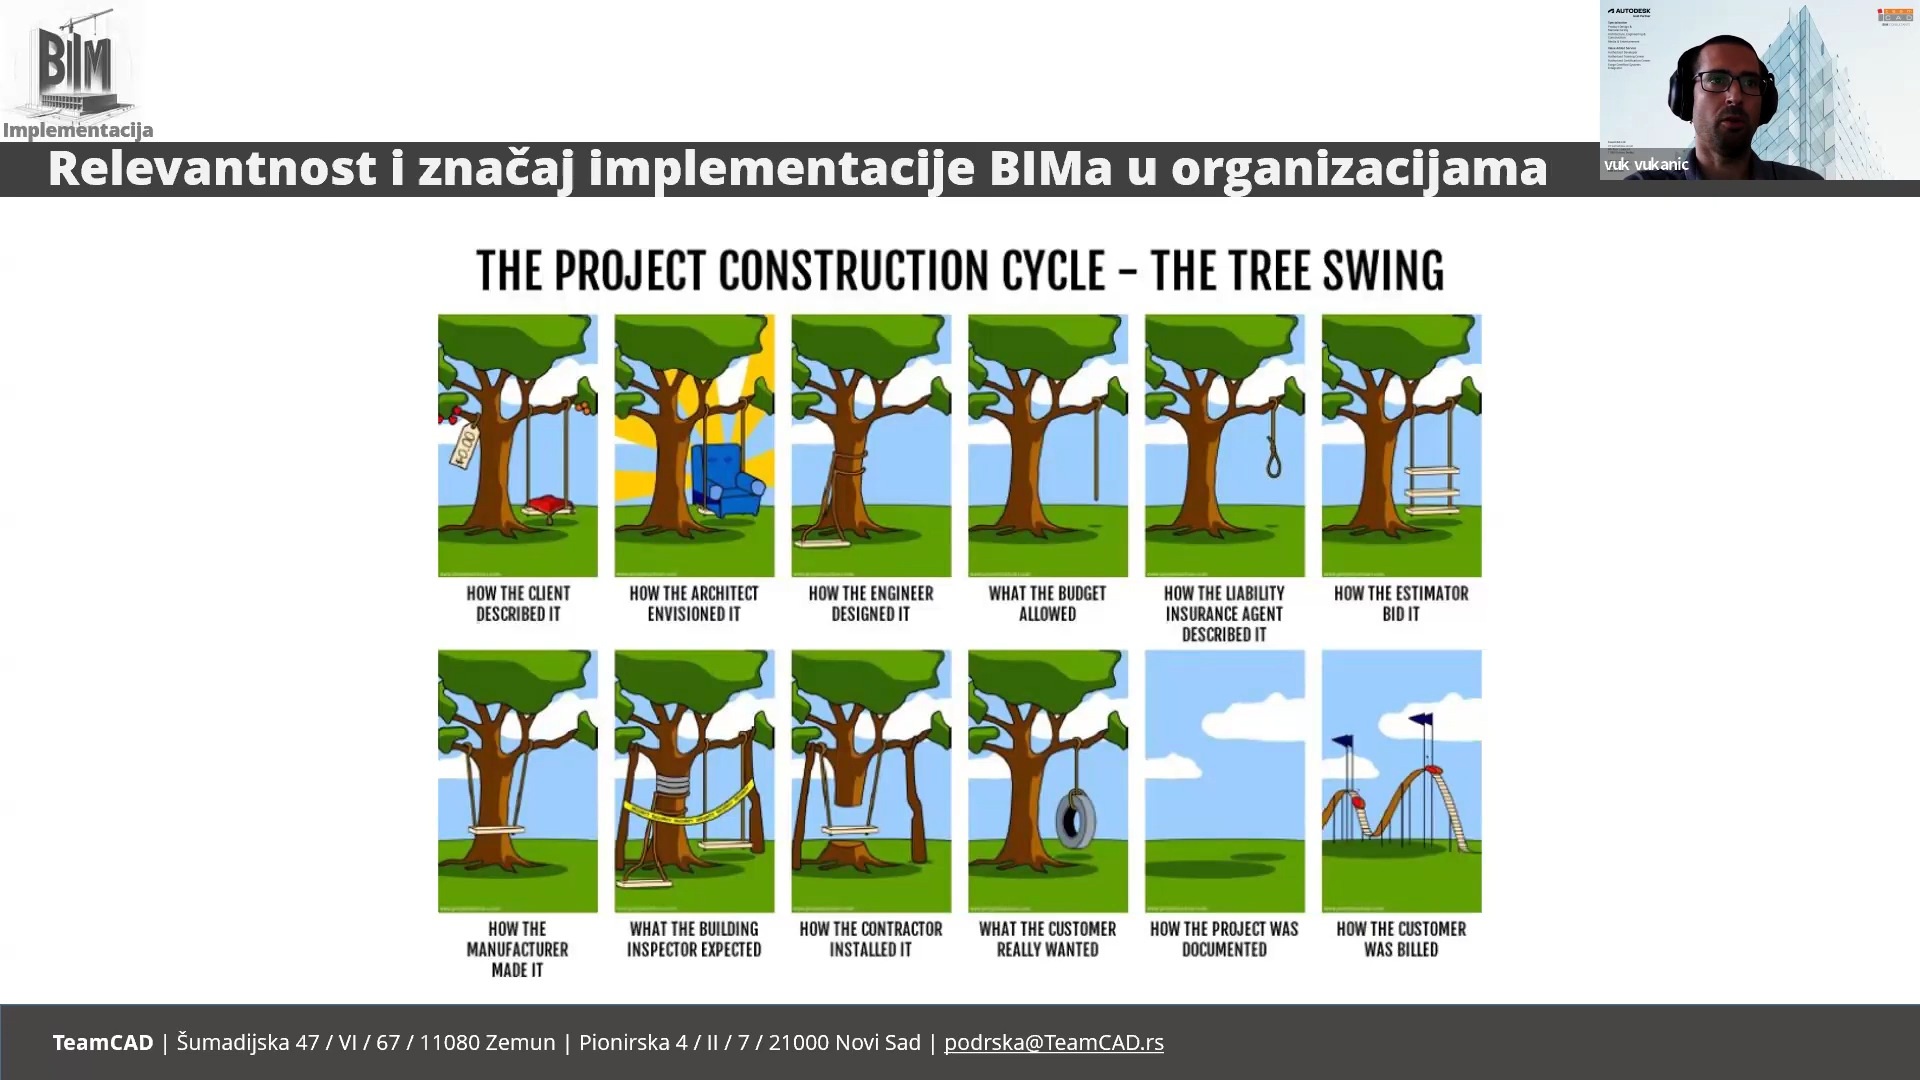 BIM
Implementacija
Relevantnost i značaj implementacije BIMa u organizacijama
AUTODESK
vuk vukanic
THE PROJECT CONSTRUCTION CYCLE – THE TREE SWING
HOW THE CLIENT
DESCRIBED IT
HOW THE ARCHITECT
ENVISIONED IT
HOW THE ENGINEER
DESIGNED IT
WHAT THE BUDGET
ALLOWED
HOW THE LIABILITY
INSURANCE AGENT
DESCRIBED IT
HOW THE ESTIMATOR
BID IT
HOW THE
MANUFACTURER
MADE IT
WHAT THE BUILDING
INSPECTOR EXPECTED
HOW THE CONTRACTOR
INSTALLED IT
WHAT THE CUSTOMER
REALLY WANTED
HOW THE PROJECT WAS
DOCUMENTED
HOW THE CUSTOMER
WAS BILLED
TeamCAD | Šumadijska 47 / VI / 67 / 11080 Zemun | Pionirska 4 / II / 7 / 21000 Novi Sad | podrska@TeamCAD.rs